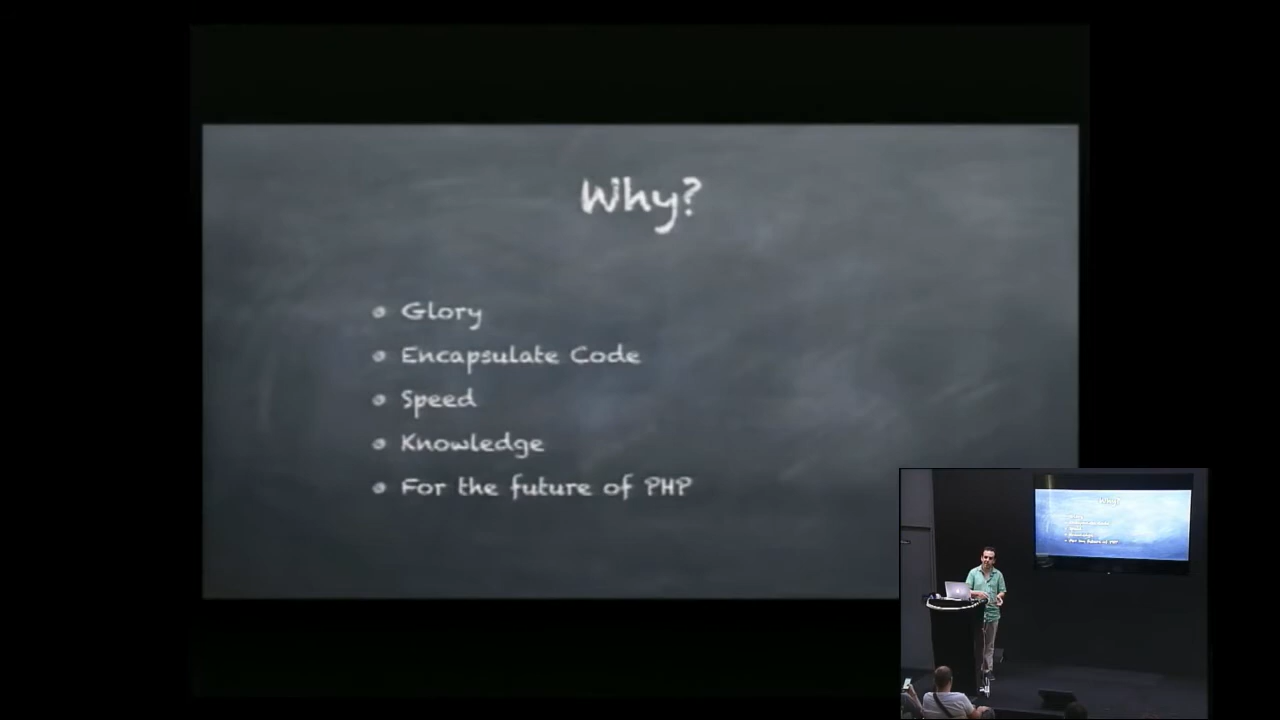 Why?
Glory
Encapsulate Code
Speed
Knowledge
For the future of PHP